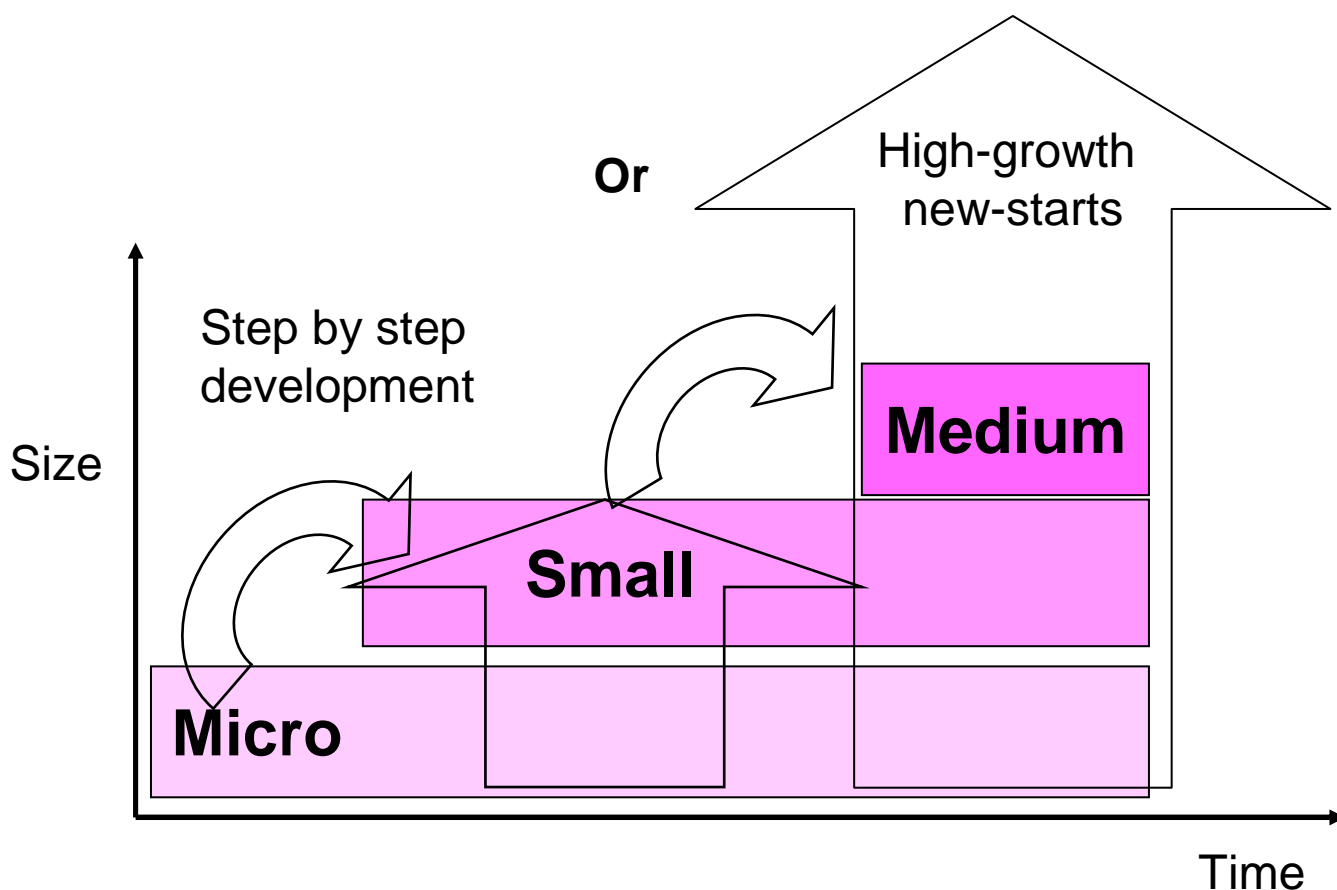 High-growth
new-starts
Or
Step by step
development
Size
Medium
Small
Micro
Time